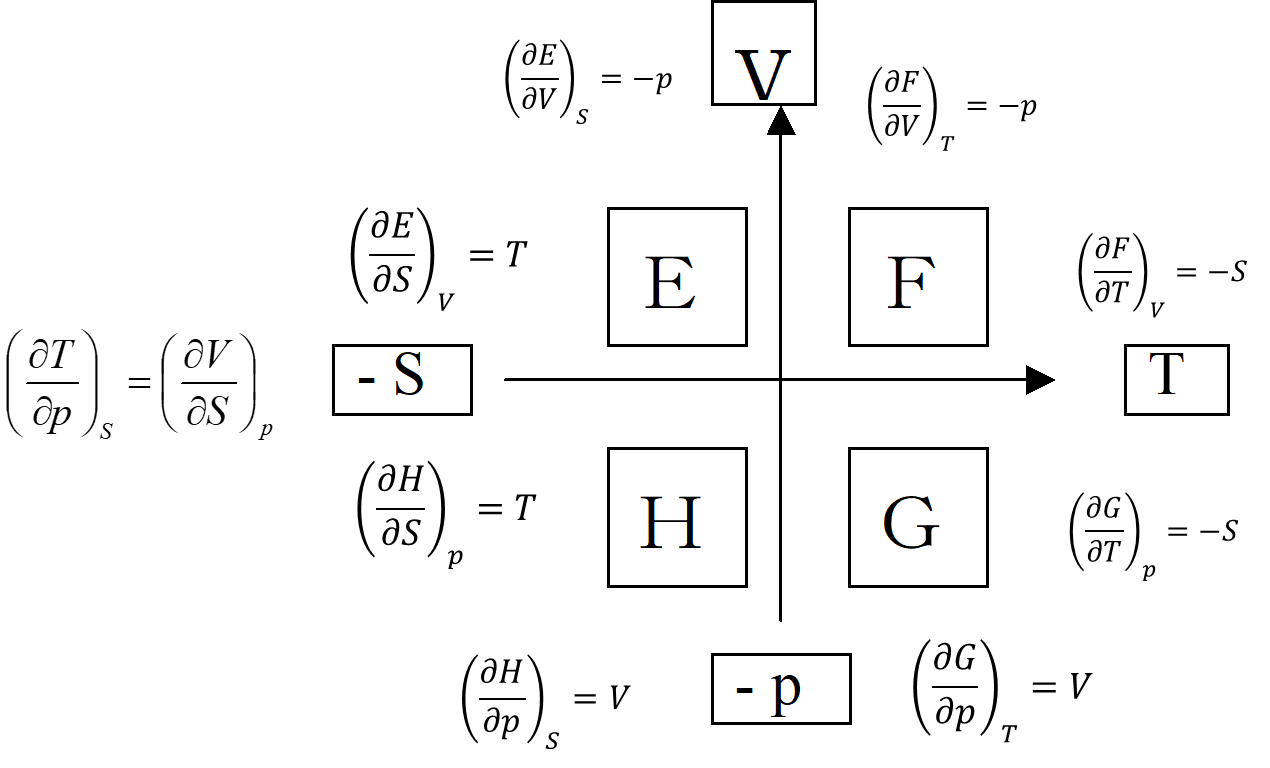 (∂E/∂V)_S = −p
V
(∂F/∂V)_T = −p
(∂E/∂S)_V = T
E
F
(∂F/∂T)_V = −S
(∂T/∂p)_S = (∂V/∂S)_p
- S
T
(∂H/∂S)_p = T
H
G
(∂G/∂T)_p = −S
(∂H/∂p)_S = V
- p
(∂G/∂p)_T = V